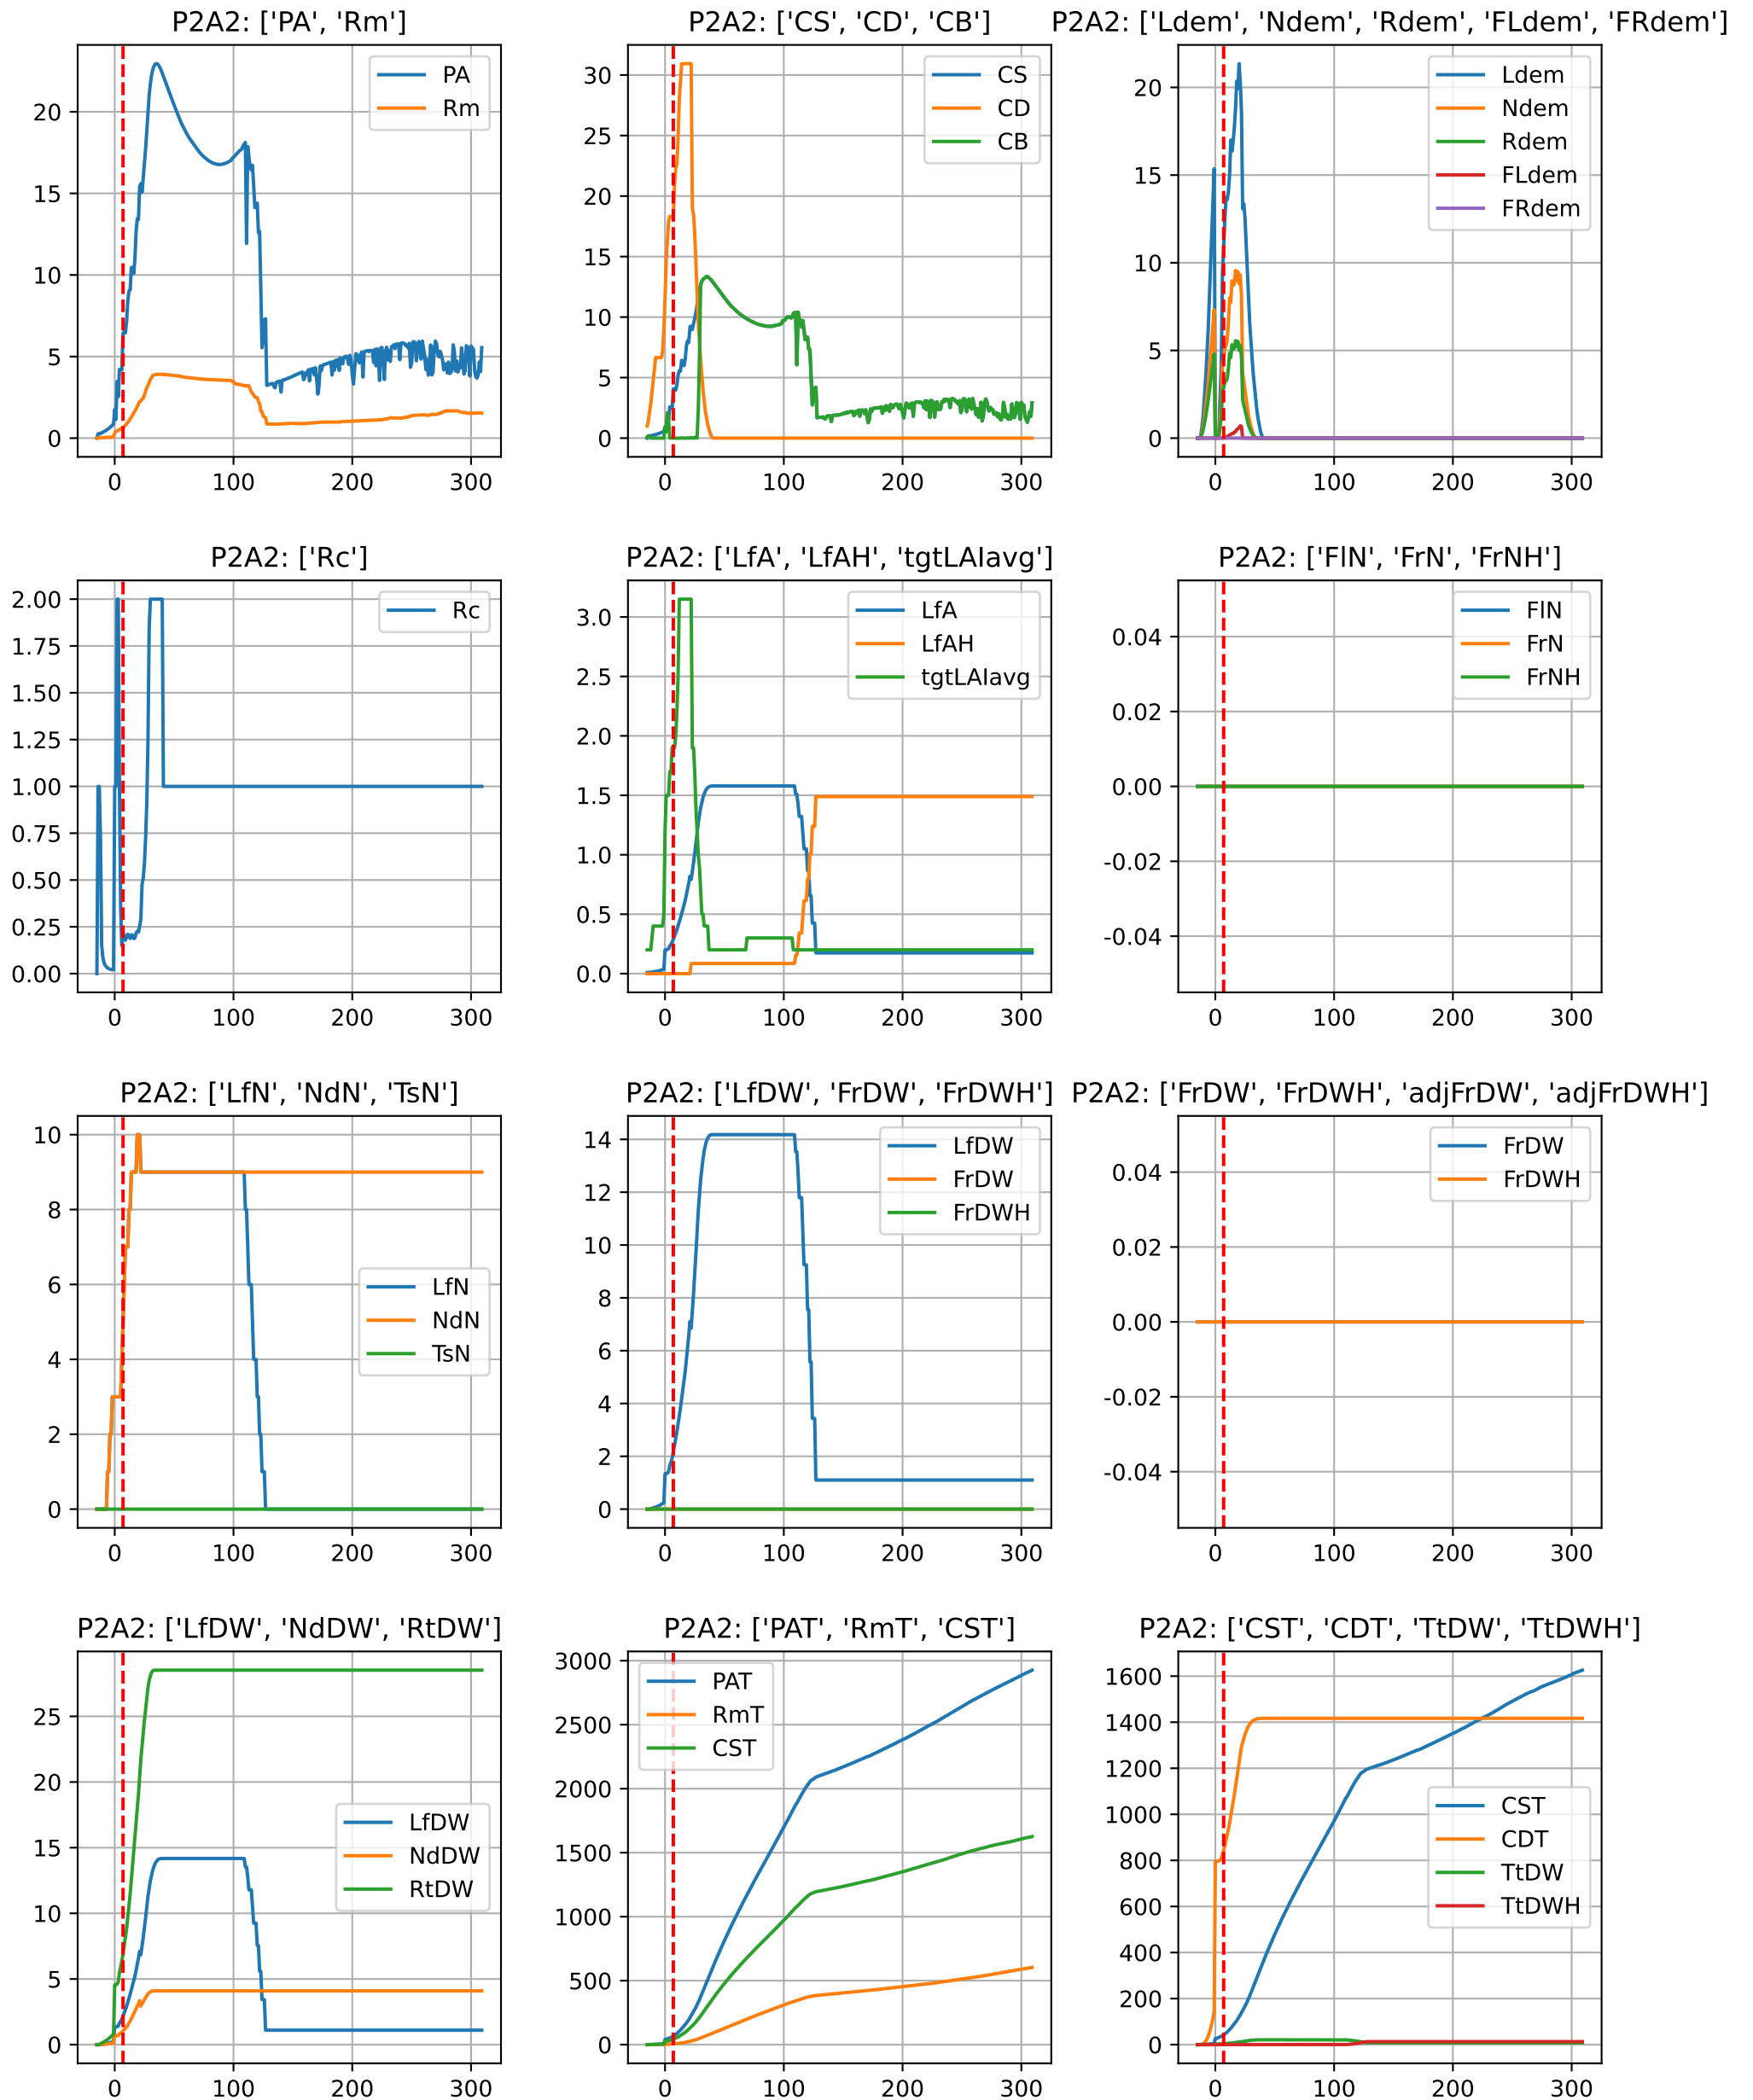 P2A2: ['PA', 'Rm']
20
15
10
5
0
0 100 200 300
PA
Rm
P2A2: ['CS', 'CD', 'CB']
30
25
20
15
10
5
0
0 100 200 300
CS
CD
CB
P2A2: ['Ldem', 'Ndem', 'Rdem', 'FLdem', 'FRdem']
20
15
10
5
0
0 100 200 300
Ldem
Ndem
Rdem
FLdem
FRdem
P2A2: ['Rc']
2.00
1.75
1.50
1.25
1.00
0.75
0.50
0.25
0.00
0 100 200 300
Rc
P2A2: ['LfA', 'LfAH', 'tgtLAIavg']
3.0
2.5
2.0
1.5
1.0
0.5
0.0
0 100 200 300
LfA
LfAH
tgtLAIavg
P2A2: ['FlN', 'FrN', 'FrNH']
0.04
0.02
0.00
-0.02
-0.04
0 100 200 300
FlN
FrN
FrNH
P2A2: ['LfN', 'NdN', 'TsN']
10
8
6
4
2
0
0 100 200 300
LfN
NdN
TsN
P2A2: ['LfDW', 'FrDW', 'FrDWH']
14
12
10
8
6
4
2
0
0 100 200 300
LfDW
FrDW
FrDWH
P2A2: ['FrDW', 'FrDWH', 'adjFrDW', 'adjFrDWH']
0.04
0.02
0.00
-0.02
-0.04
0 100 200 300
FrDW
FrDWH
P2A2: ['LfDW', 'NdDW', 'RtDW']
25
20
15
10
5
0
0 100 200 300
LfDW
NdDW
RtDW
P2A2: ['PAT', 'RmT', 'CST']
3000
2500
2000
1500
1000
500
0
0 100 200 300
PAT
RmT
CST
P2A2: ['CST', 'CDT', 'TtDW', 'TtDWH']
1600
1400
1200
1000
800
600
400
200
0
0 100 200 300
CST
CDT
TtDW
TtDWH